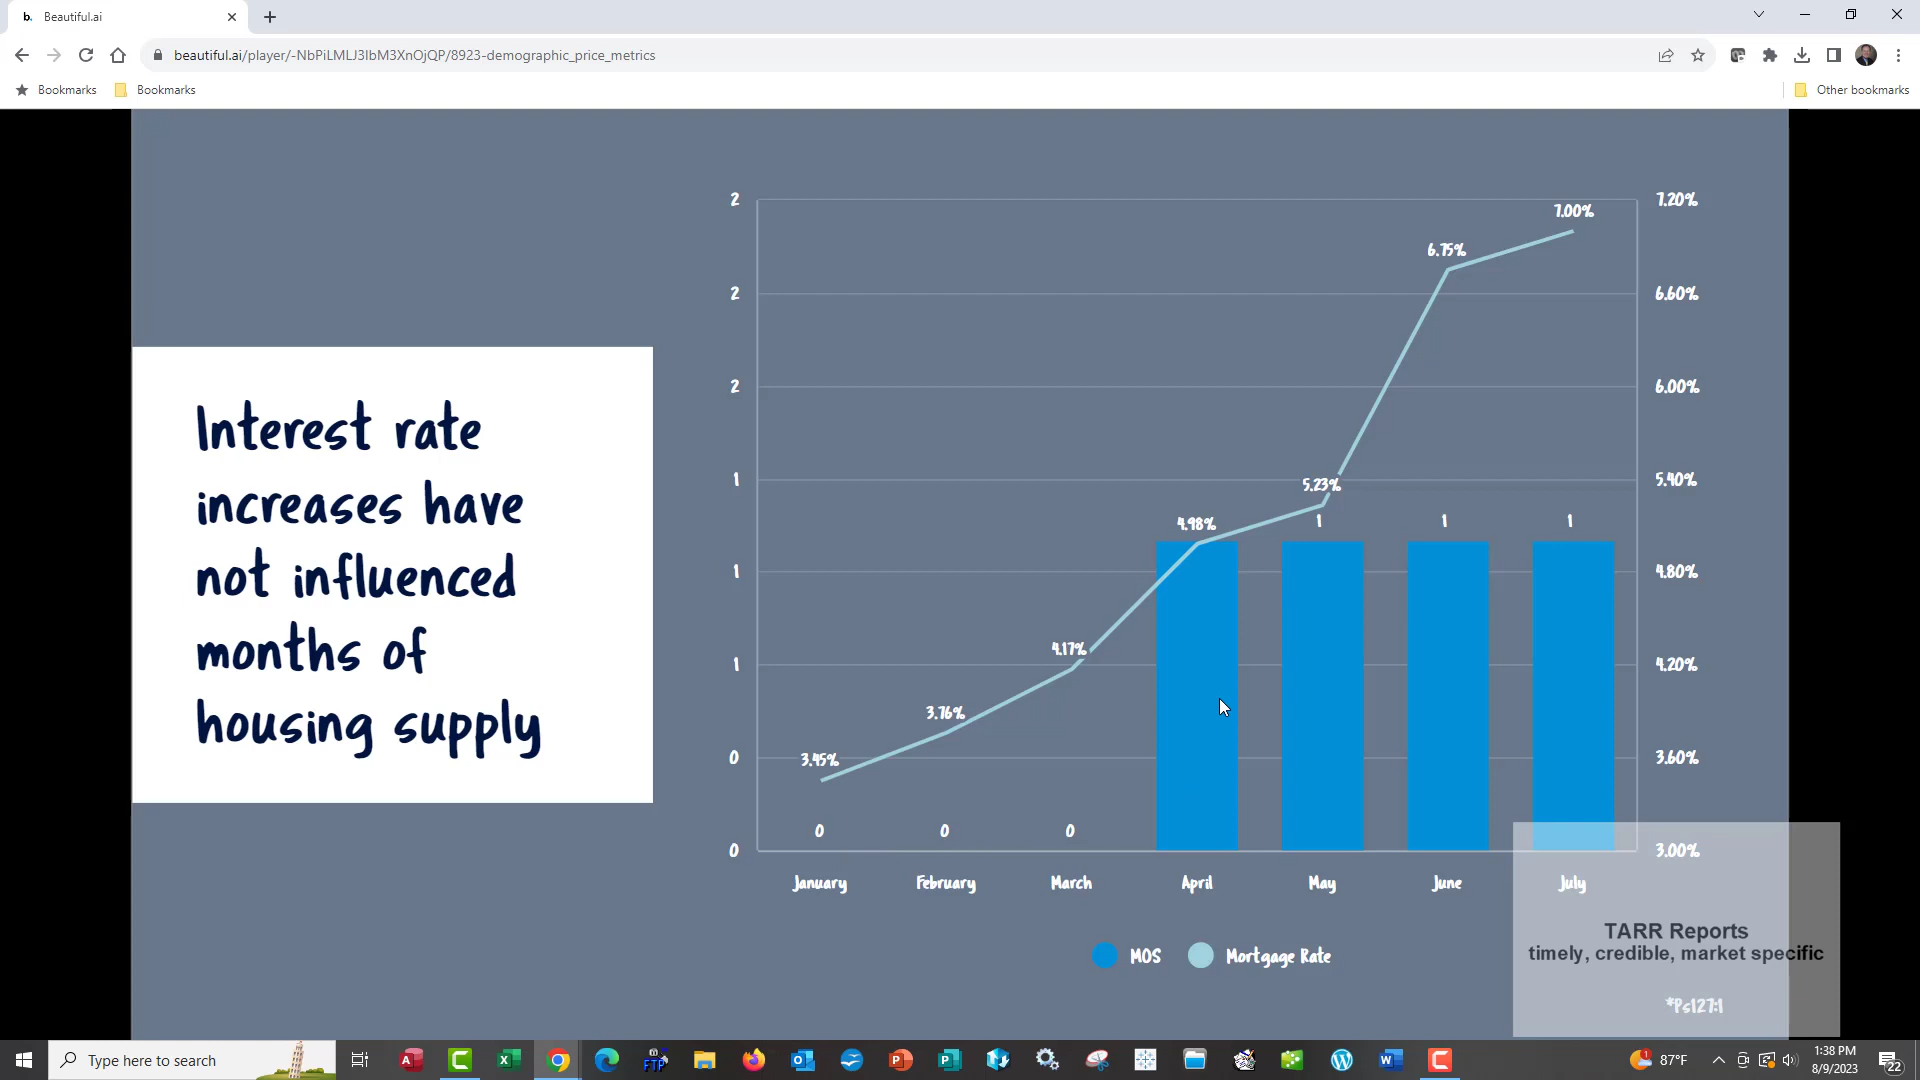 Beautiful.ai
beautiful.ai/player/-NbPiLMLJ3IbM3XnOjQP/8923-demographic_price_metrics
Bookmarks
Bookmarks
Other bookmarks
Interest rate
increases have
not influenced
months of
housing supply
2
2
2
1
1
1
0
0
7.20%
6.60%
6.00%
5.40%
4.80%
4.20%
3.60%
3.00%
3.45%
3.76%
4.17%
4.98%
5.23%
6.75%
7.00%
0
0
0
1
1
1
January
February
March
April
May
June
July
MOS
Mortgage Rate
TARR Reports
timely, credible, market specific
*Ps127:1
Type here to search
87°F
1:38 PM
8/9/2023
22